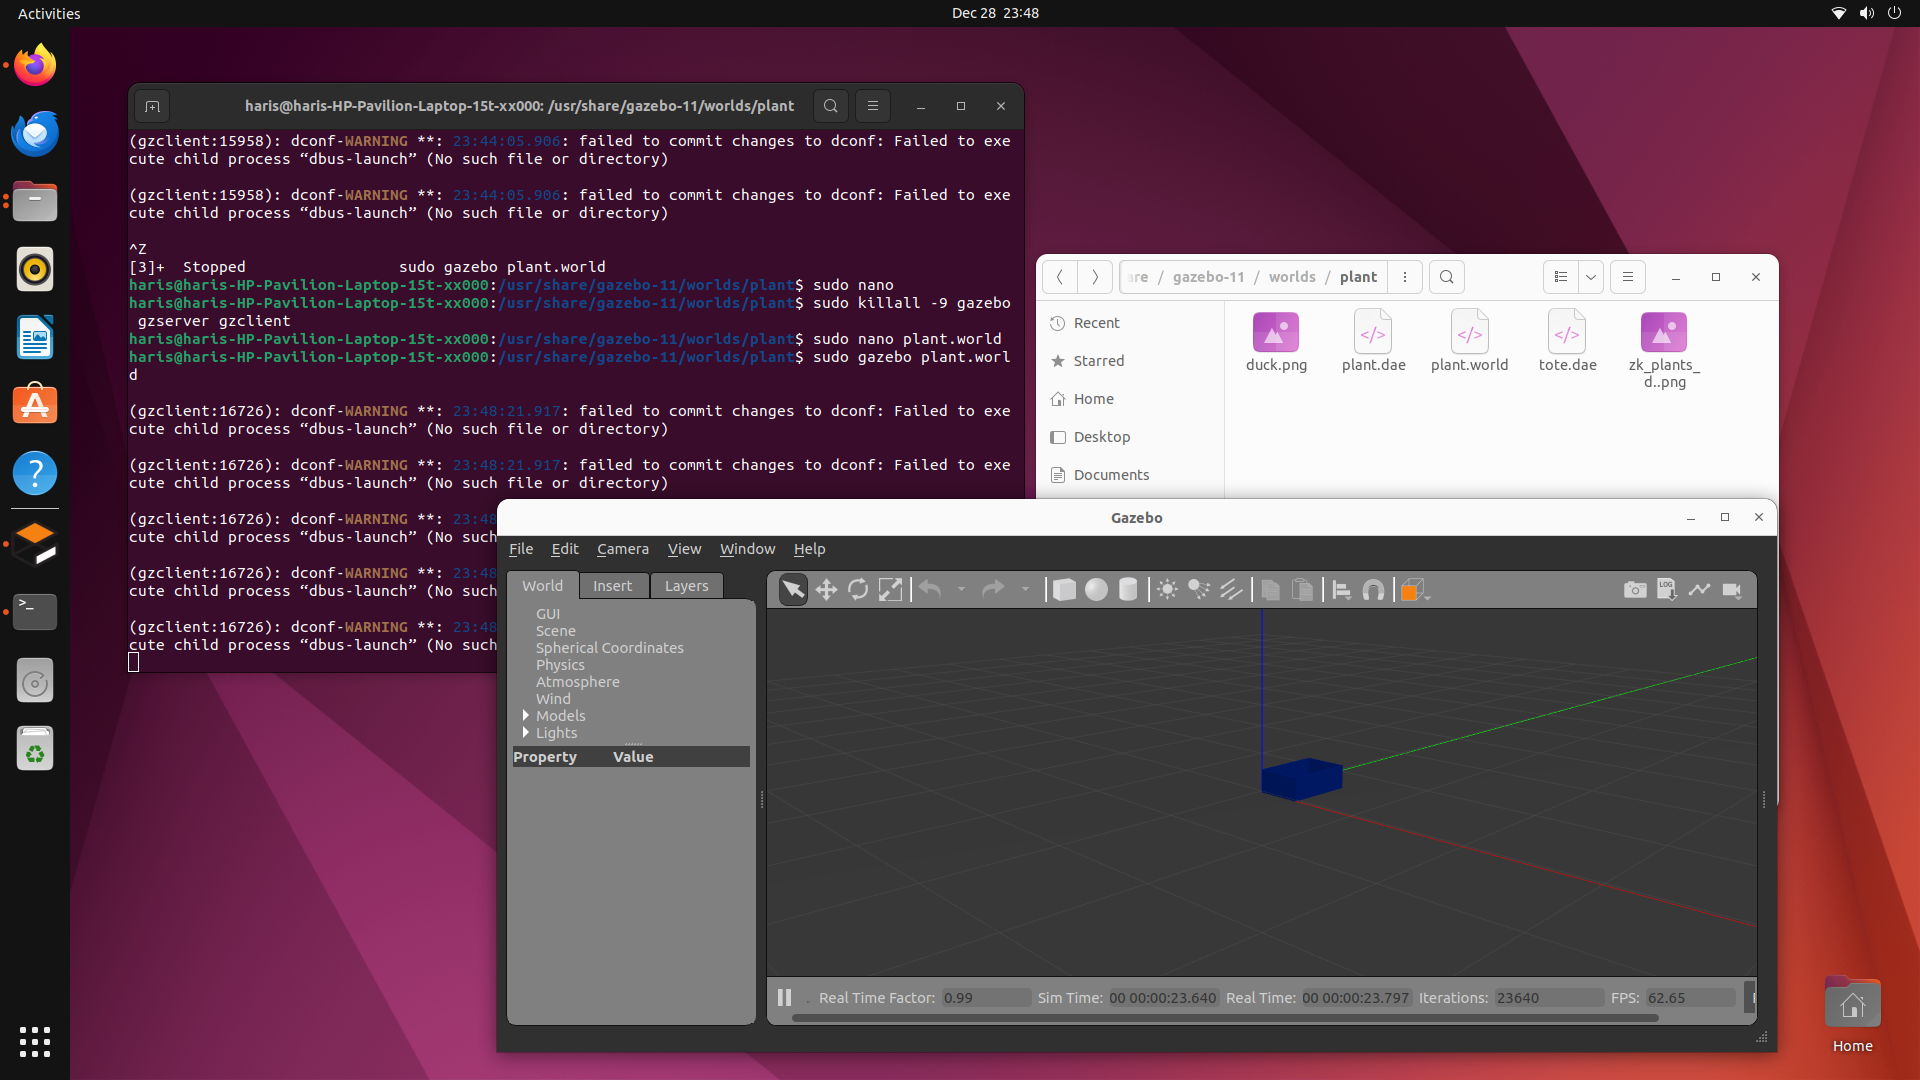 Activities
Dec 28 23:48
haris@haris-HP-Pavilion-Laptop-15t-xx000: /usr/share/gazebo-11/worlds/plant
(gzclient:15958): dconf-WARNING **: 23:44:05.906: failed to commit changes to dconf: Failed to exe
cute child process “dbus-launch” (No such file or directory)
(gzclient:15958): dconf-WARNING **: 23:44:05.906: failed to commit changes to dconf: Failed to exe
cute child process “dbus-launch” (No such file or directory)
^Z
[3]+ Stopped sudo gazebo plant.world
haris@haris-HP-Pavilion-Laptop-15t-xx000:/usr/share/gazebo-11/worlds/plant$ sudo nano
haris@haris-HP-Pavilion-Laptop-15t-xx000:/usr/share/gazebo-11/worlds/plant$ sudo killall -9 gazebo
gzserver gzclient
haris@haris-HP-Pavilion-Laptop-15t-xx000:/usr/share/gazebo-11/worlds/plant$ sudo nano plant.world
haris@haris-HP-Pavilion-Laptop-15t-xx000:/usr/share/gazebo-11/worlds/plant$ sudo gazebo plant.worl
d
(gzclient:16726): dconf-WARNING **: 23:48:21.917: failed to commit changes to dconf: Failed to exe
cute child process “dbus-launch” (No such file or directory)
(gzclient:16726): dconf-WARNING **: 23:48:21.917: failed to commit changes to dconf: Failed to exe
cute child process “dbus-launch” (No such file or directory)
(gzclient:16726): dconf-WARNING **: 23:48
cute child process “dbus-launch” (No such
(gzclient:16726): dconf-WARNING **: 23:48
cute child process “dbus-launch” (No such
(gzclient:16726): dconf-WARNING **: 23:48
cute child process “dbus-launch” (No such
are / gazebo-11 / worlds / plant
Recent
Starred
Home
Desktop
Documents
duck.png
plant.dae
plant.world
tote.dae
zk_plants_
d..png
Gazebo
File Edit Camera View Window Help
World Insert Layers
GUI
Scene
Spherical Coordinates
Physics
Atmosphere
Wind
Models
Lights
Property Value
LOG
Real Time Factor: 0.99 Sim Time: 00 00:00:23.640 Real Time: 00 00:00:23.797 Iterations: 23640 FPS: 62.65
Home